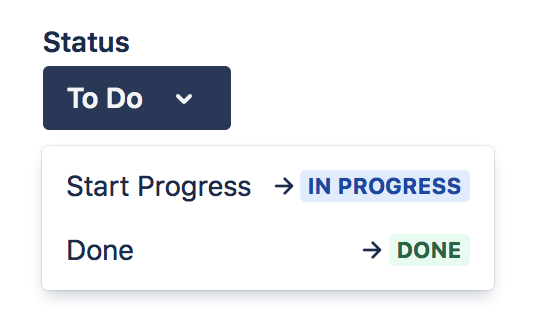 Status
To Do
Start Progress → IN PROGRESS
Done → DONE